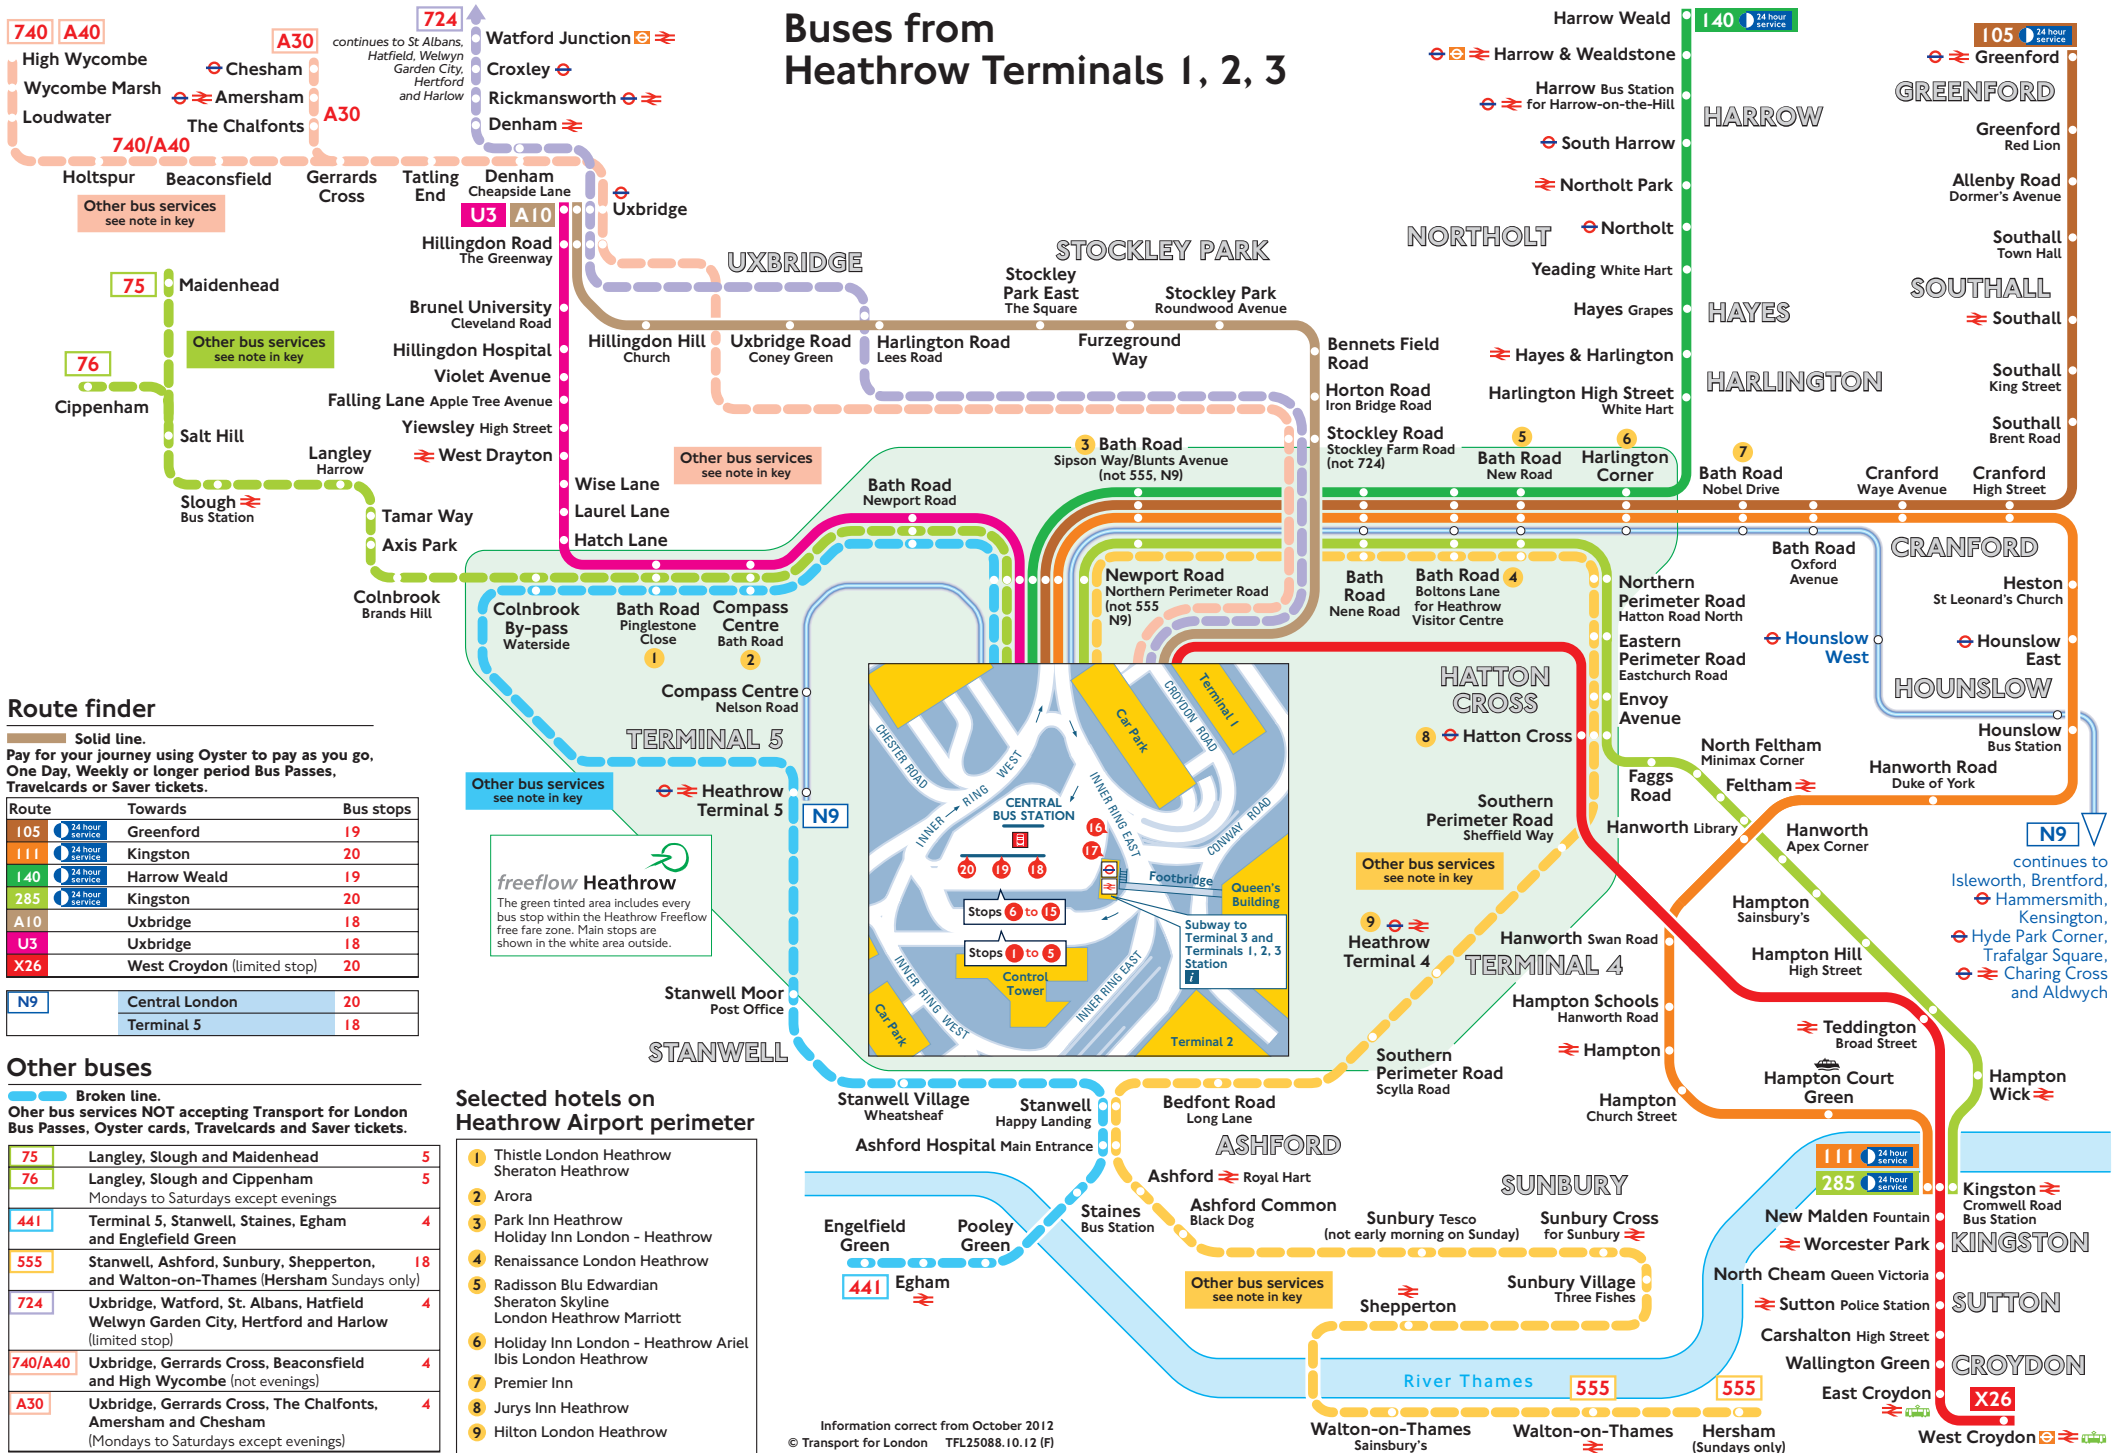 Buses from
Heathrow Terminals 1, 2, 3
740
A40
High Wycombe
Wycombe Marsh
Loudwater
740/A40
Holtspur
Beaconsfield
A30
Chesham
Amersham
The Chalfonts
A30
Gerrards
Cross
Tatling
End
Denham
Cheapside Lane
Other bus services
see note in key
724
continues to St Albans,
Hatfield, Welwyn
Garden City,
Hertford
and Harlow
Watford Junction
Croxley
Rickmansworth
Denham
Uxbridge
U3
A10
Hillingdon Road
The Greenway
Brunel University
Cleveland Road
Hillingdon Hospital
Violet Avenue
Falling Lane Apple Tree Avenue
Yiewsley High Street
West Drayton
Wise Lane
Laurel Lane
Hatch Lane
75
Maidenhead
76
Cippenham
Other bus services
see note in key
Salt Hill
Langley
Harrow
Slough
Bus Station
Tamar Way
Axis Park
Colnbrook
Brands Hill
UXBRIDGE
STOCKLEY PARK
Hillingdon Hill
Church
Uxbridge Road
Coney Green
Harlington Road
Lees Road
Stockley
Park East
The Square
Furzeground
Way
Stockley Park
Roundwood Avenue
Bennets Field
Road
Horton Road
Iron Bridge Road
Stockley Road
Stockley Farm Road
(not 724)
Other bus services
see note in key
Harrow Weald
140
24 hour
service
Harrow & Wealdstone
Harrow Bus Station
for Harrow-on-the-Hill
HARROW
South Harrow
Northolt Park
NORTHOLT
Northolt
Yeading White Hart
Hayes Grapes
HAYES
Hayes & Harlington
HARLINGTON
Harlington High Street
White Hart
105
24 hour
service
Greenford
GREENFORD
Greenford
Red Lion
Allenby Road
Dormer's Avenue
Southall
Town Hall
SOUTHALL
Southall
Southall
King Street
Southall
Brent Road
3
Bath Road
Sipson Way/Blunts Avenue
(not 555, N9)
Bath Road
Newport Road
5
Bath Road
New Road
6
Harlington
Corner
7
Bath Road
Nobel Drive
Cranford
Waye Avenue
Cranford
High Street
Bath Road
Oxford
Avenue
CRANFORD
Colnbrook
By-pass
Waterside
Bath Road
Pinglestone
Close
1
Compass
Centre
Bath Road
2
Newport Road
Northern Perimeter Road
(not 555
N9)
Bath
Road
Nene Road
Bath Road
4
Boltons Lane
for Heathrow
Visitor Centre
Northern
Perimeter Road
Hatton Road North
Eastern
Perimeter Road
Eastchurch Road
Envoy
Avenue
Heston
St Leonard's Church
Hounslow
West
Hounslow
East
HOUNSLOW
Hounslow
Bus Station
HATTON
CROSS
8
Hatton Cross
Compass Centre
Nelson Road
TERMINAL 5
Other bus services
see note in key
Heathrow
Terminal 5
N9
freeflow Heathrow
The green tinted area includes every
bus stop within the Heathrow Freeflow
free fare zone. Main stops are
shown in the white area outside.
Stanwell Moor
Post Office
STANWELL
CHESTER ROAD
INNER
RING
WEST
CENTRAL
BUS STATION
20
19
18
16
17
INNER RING EAST
Car Park
CROYDON ROAD
Terminal 1
CONWAY ROAD
Footbridge
Queen's
Building
Stops 6 to 15
Stops 1 to 5
Control
Tower
Subway to
Terminal 3 and
Terminals 1, 2, 3
Station
i
INNER RING WEST
INNER RING EAST
Car Park
Terminal 2
North Feltham
Minimax Corner
Faggs
Road
Feltham
Hanworth Road
Duke of York
Southern
Perimeter Road
Sheffield Way
Hanworth Library
Hanworth
Apex Corner
Other bus services
see note in key
9
Heathrow
Terminal 4
Hanworth Swan Road
TERMINAL 4
Hampton
Sainsbury's
Hampton Hill
High Street
Hampton Schools
Hanworth Road
Hampton
Teddington
Broad Street
Hampton
Church Street
Hampton Court
Green
Hampton
Wick
N9
continues to
Isleworth, Brentford,
Hammersmith,
Kensington,
Hyde Park Corner,
Trafalgar Square,
Charing Cross
and Aldwych
Route finder
Solid line.
Pay for your journey using Oyster to pay as you go,
One Day, Weekly or longer period Bus Passes,
Travelcards or Saver tickets.
Route Towards Bus stops
105 24 hour service Greenford 19
111 24 hour service Kingston 20
140 24 hour service Harrow Weald 19
285 24 hour service Kingston 20
A10 Uxbridge 18
U3 Uxbridge 18
X26 West Croydon (limited stop) 20
N9 Central London 20
Terminal 5 18
Other buses
Broken line.
Oher bus services NOT accepting Transport for London
Bus Passes, Oyster cards, Travelcards and Saver tickets.
75 Langley, Slough and Maidenhead 5
76 Langley, Slough and Cippenham 5
Mondays to Saturdays except evenings
441 Terminal 5, Stanwell, Staines, Egham 4
and Englefield Green
555 Stanwell, Ashford, Sunbury, Shepperton, 18
and Walton-on-Thames (Hersham Sundays only)
724 Uxbridge, Watford, St. Albans, Hatfield 4
Welwyn Garden City, Hertford and Harlow
(limited stop)
740/A40 Uxbridge, Gerrards Cross, Beaconsfield 4
and High Wycombe (not evenings)
A30 Uxbridge, Gerrards Cross, The Chalfonts, 4
Amersham and Chesham
(Mondays to Saturdays except evenings)
Selected hotels on
Heathrow Airport perimeter
1 Thistle London Heathrow
Sheraton Heathrow
2 Arora
3 Park Inn Heathrow
Holiday Inn London - Heathrow
4 Renaissance London Heathrow
5 Radisson Blu Edwardian
Sheraton Skyline
London Heathrow Marriott
6 Holiday Inn London - Heathrow Ariel
Ibis London Heathrow
7 Premier Inn
8 Jurys Inn Heathrow
9 Hilton London Heathrow
Stanwell Village
Wheatsheaf
Stanwell
Happy Landing
Ashford Hospital Main Entrance
Bedfont Road
Long Lane
Southern
Perimeter Road
Scylla Road
ASHFORD
Ashford Royal Hart
Ashford Common
Black Dog
Staines
Bus Station
Engelfield
Green
Pooley
Green
441
Egham
Sunbury Tesco
(not early morning on Sunday)
SUNBURY
Sunbury Cross
for Sunbury
Other bus services
see note in key
Shepperton
Sunbury Village
Three Fishes
River Thames
555
555
Walton-on-Thames
Sainsbury's
Walton-on-Thames
Hersham
(Sundays only)
111
24 hour
service
285
24 hour
service
Kingston
Cromwell Road
Bus Station
New Malden Fountain
Worcester Park
KINGSTON
North Cheam Queen Victoria
Sutton Police Station
SUTTON
Carshalton High Street
Wallington Green
CROYDON
East Croydon
X26
West Croydon
Information correct from October 2012
© Transport for London TFL25088.10.12 (F)